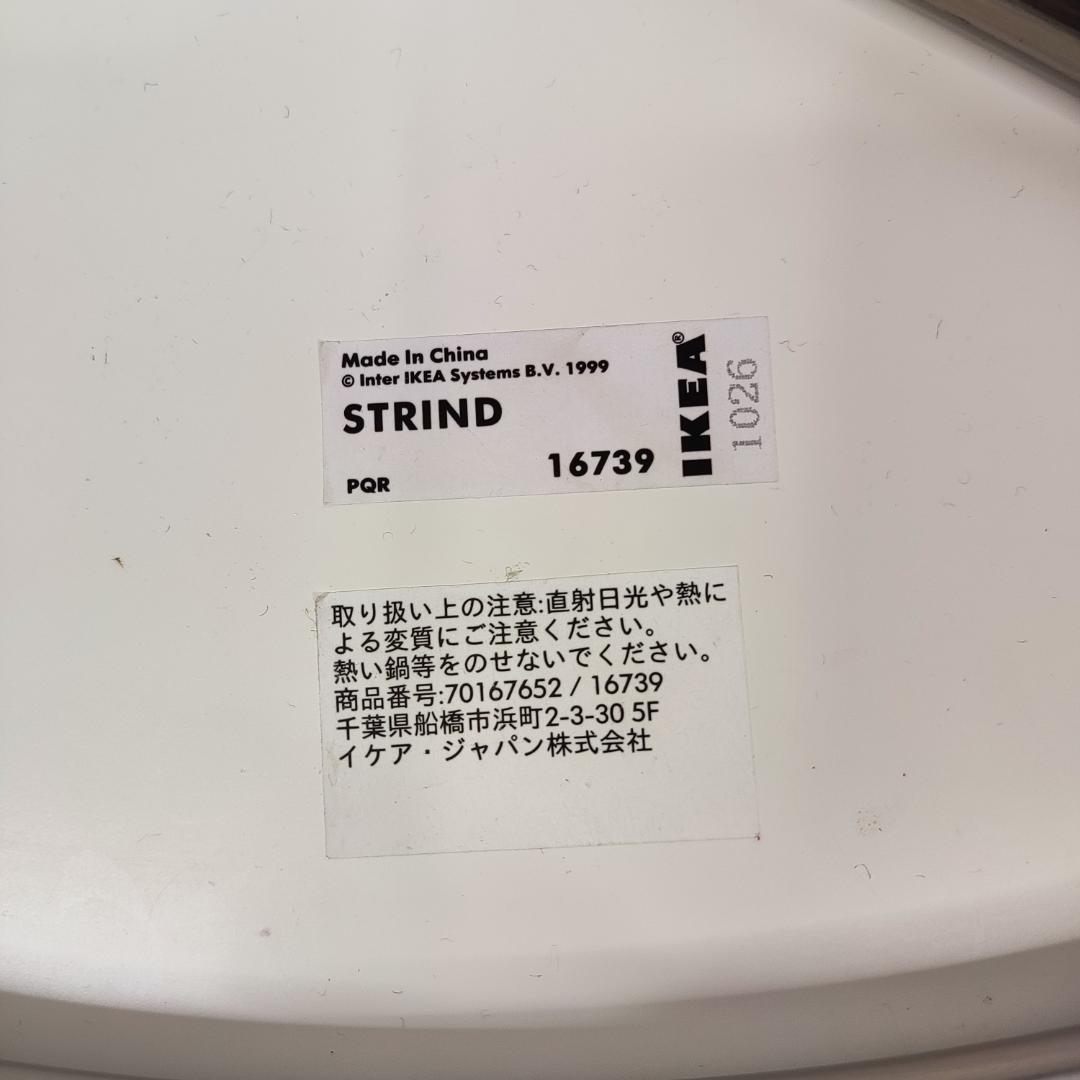 Made In China
© Inter IKEA Systems B.V. 1999
STRIND
16739
PQR
IKEA®
1026
取り扱い上の注意:直射日光や熱に
よる変質にご注意ください。
熱い鍋等をのせないでください。
商品番号:70167652 / 16739
千葉県船橋市浜町2-3-30 5F
イケア・ジャパン株式会社